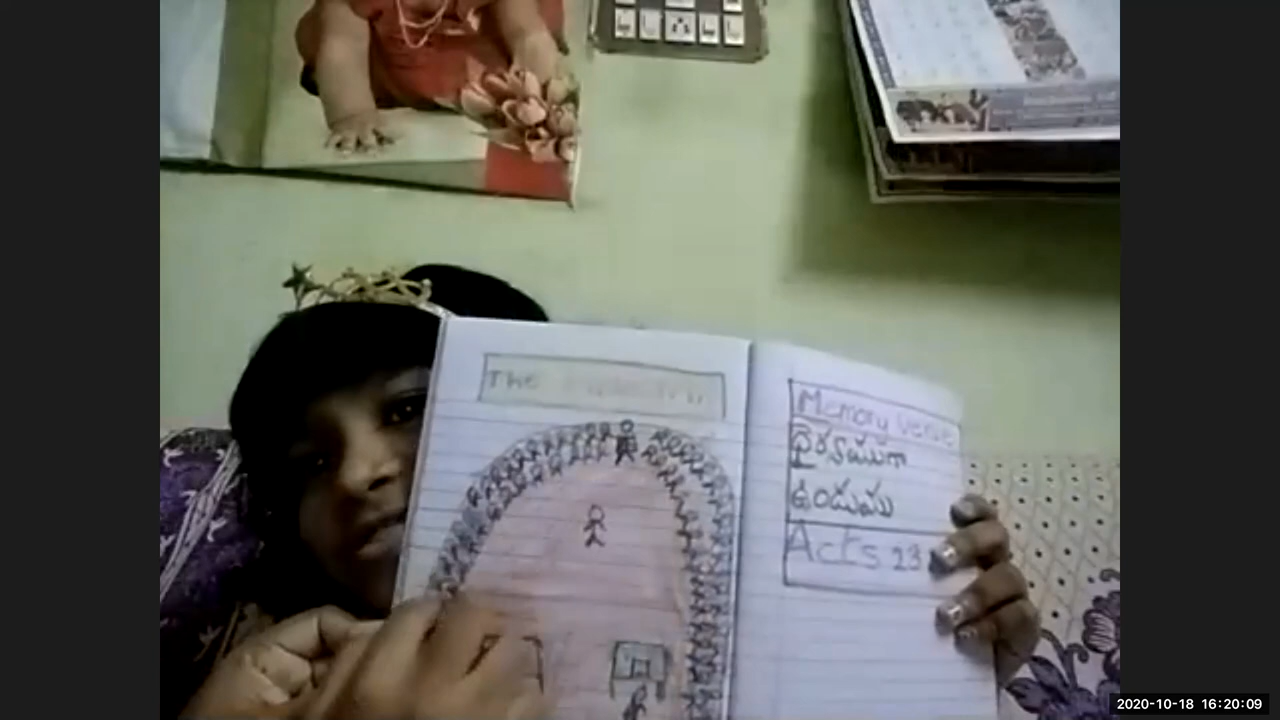 The
Memory Verse
ధైర్యముగా
ఉండుము
Acts 23
2020-10-18 16:20:09